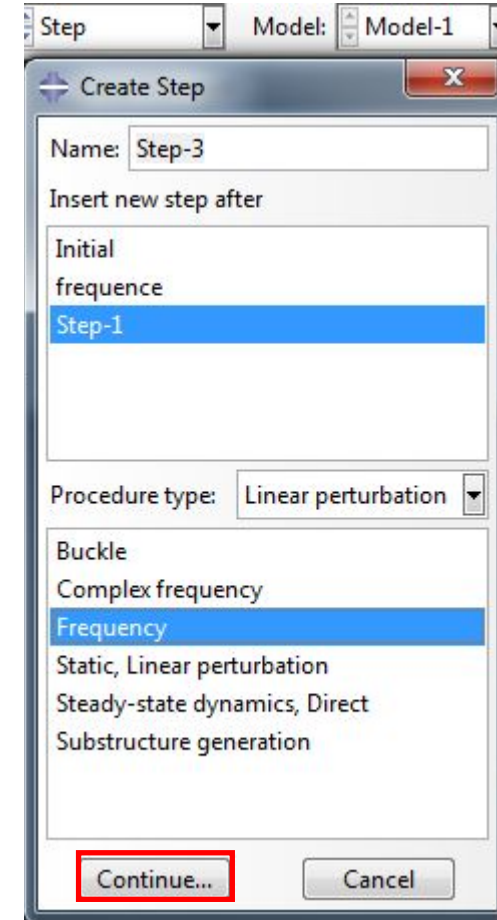 Step Model: Model-1
Create Step
Name: Step-3
Insert new step after
Initial
frequence
Step-1
Procedure type: Linear perturbation
Buckle
Complex frequency
Frequency
Static, Linear perturbation
Steady-state dynamics, Direct
Substructure generation
Continue... Cancel